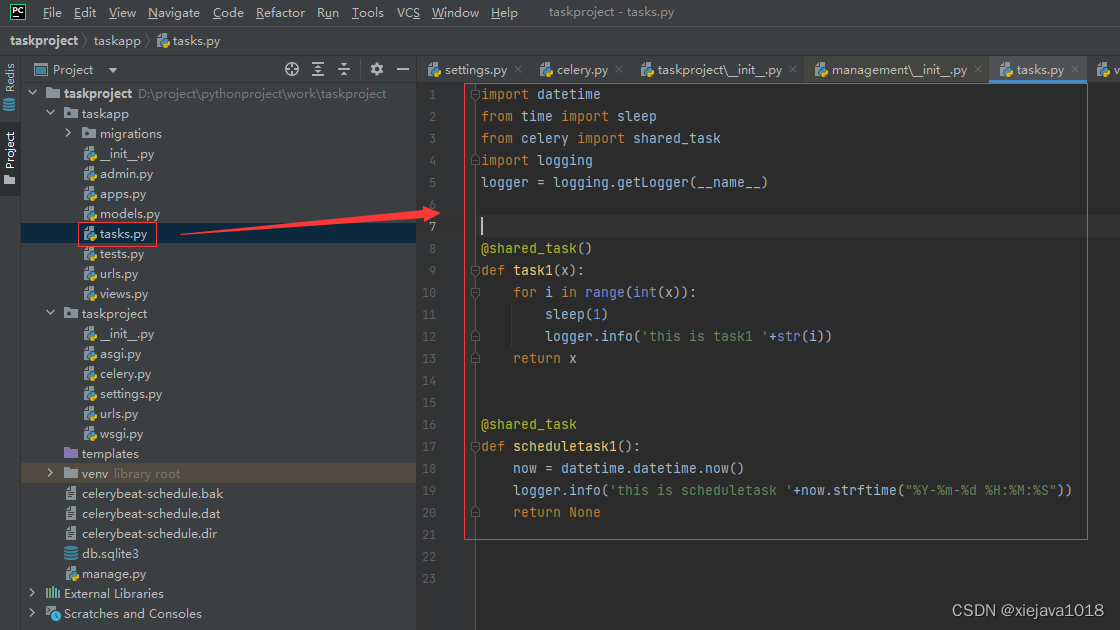 PC File Edit View Navigate Code Refactor Run Tools VCS Window Help taskproject - tasks.py
taskproject taskapp tasks.py
Redis
Project
Project
taskproject D:\project\pythonproject\work\taskproject
taskapp
migrations
__init__.py
admin.py
apps.py
models.py
tasks.py
tests.py
urls.py
views.py
taskproject
__init__.py
asgi.py
celery.py
settings.py
urls.py
wsgi.py
templates
venv library root
celerybeat-schedule.bak
celerybeat-schedule.dat
celerybeat-schedule.dir
db.sqlite3
manage.py
External Libraries
Scratches and Consoles
settings.py celery.py taskproject\__init__.py management\__init__.py tasks.py v
1 import datetime
2 from time import sleep
3 from celery import shared_task
4 import logging
5 logger = logging.getLogger(__name__)
6
7
8 @shared_task()
9 def task1(x):
10 for i in range(int(x)):
11 sleep(1)
12 logger.info('this is task1 '+str(i))
13 return x
14
15
16 @shared_task
17 def scheduletask1():
18 now = datetime.datetime.now()
19 logger.info('this is scheduletask '+now.strftime("%Y-%m-%d %H:%M:%S"))
20 return None
21
22
23
CSDN @xiejava1018